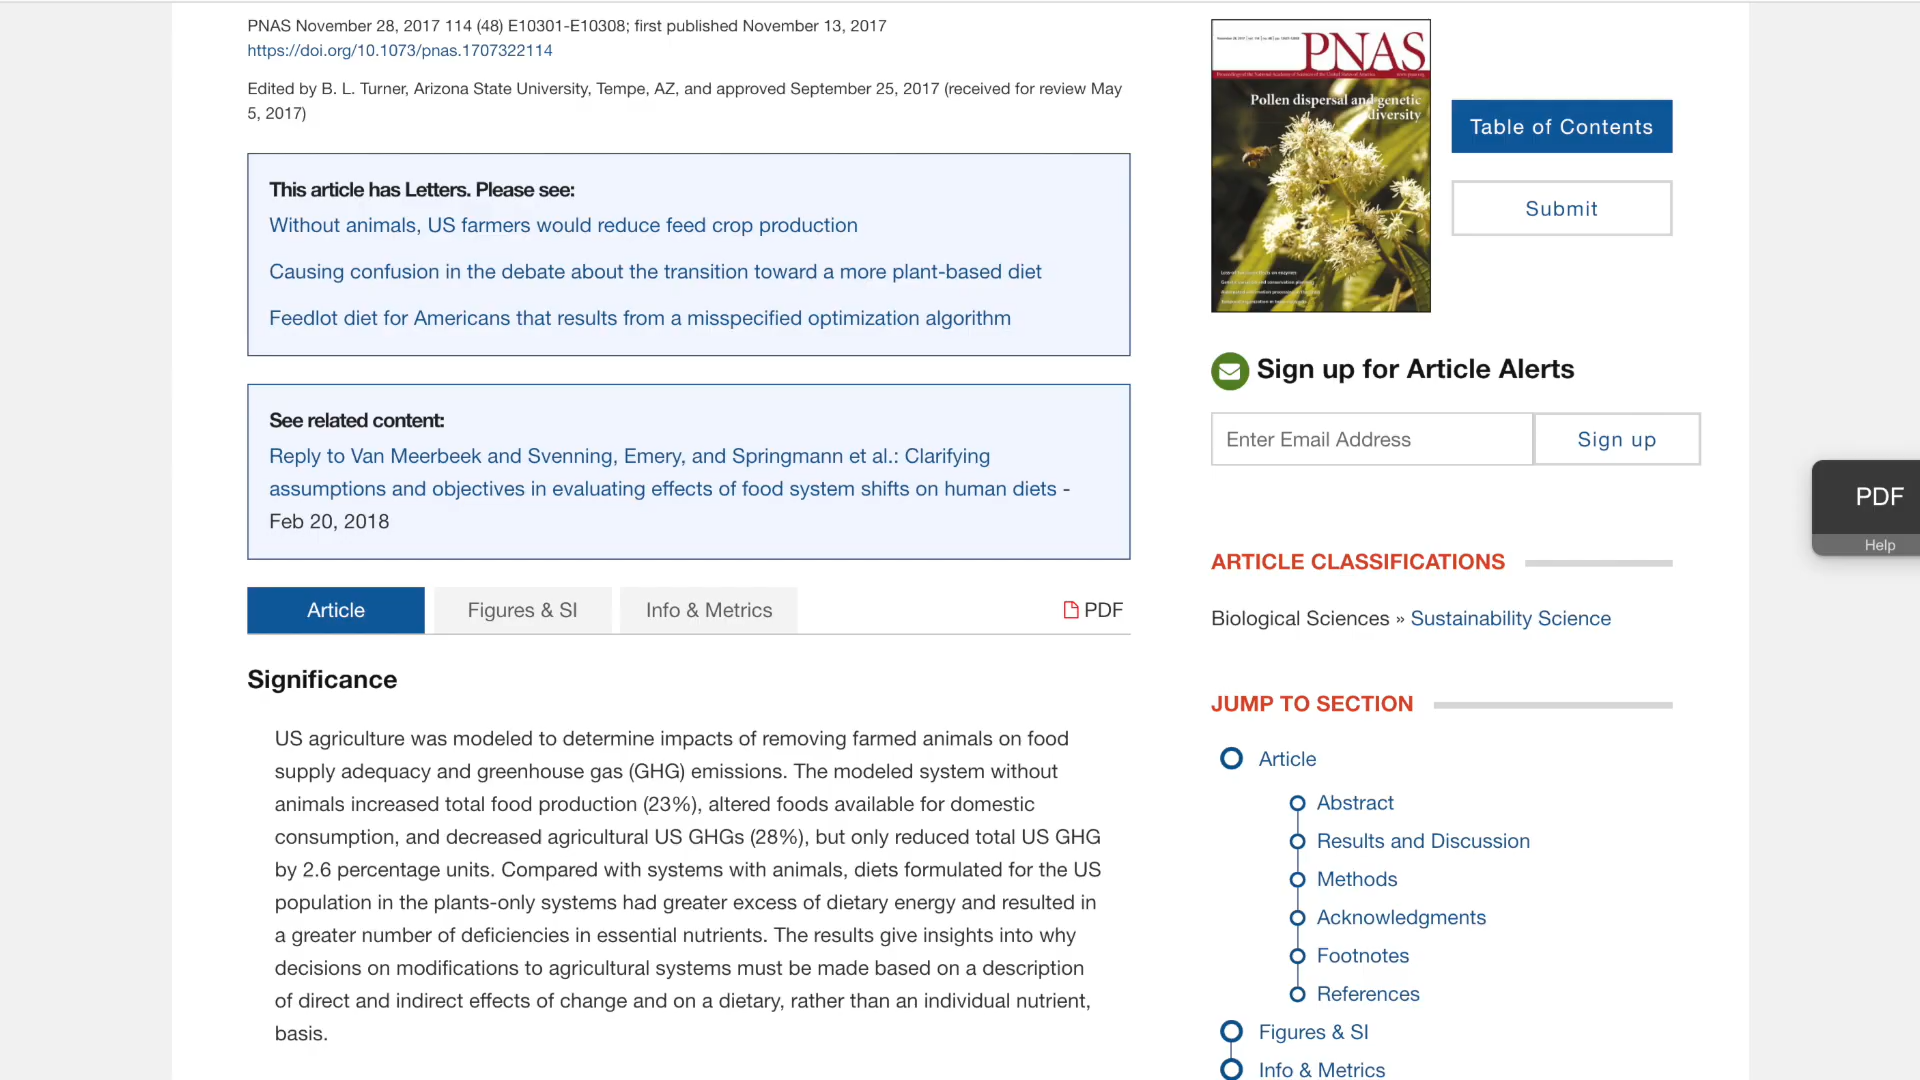 PNAS November 28, 2017 114 (48) E10301-E10308; first published November 13, 2017
https://doi.org/10.1073/pnas.1707322114
Edited by B. L. Turner, Arizona State University, Tempe, AZ, and approved September 25, 2017 (received for review May
5, 2017)
This article has Letters. Please see:
Without animals, US farmers would reduce feed crop production
Causing confusion in the debate about the transition toward a more plant-based diet
Feedlot diet for Americans that results from a misspecified optimization algorithm
See related content:
Reply to Van Meerbeek and Svenning, Emery, and Springmann et al.: Clarifying
assumptions and objectives in evaluating effects of food system shifts on human diets -
Feb 20, 2018
Article
Figures & SI
Info & Metrics
PDF
Significance
US agriculture was modeled to determine impacts of removing farmed animals on food
supply adequacy and greenhouse gas (GHG) emissions. The modeled system without
animals increased total food production (23%), altered foods available for domestic
consumption, and decreased agricultural US GHGs (28%), but only reduced total US GHG
by 2.6 percentage units. Compared with systems with animals, diets formulated for the US
population in the plants-only systems had greater excess of dietary energy and resulted in
a greater number of deficiencies in essential nutrients. The results give insights into why
decisions on modifications to agricultural systems must be made based on a description
of direct and indirect effects of change and on a dietary, rather than an individual nutrient,
basis.
PNAS
Pollen dispersal and genetic
diversity
Table of Contents
Submit
Sign up for Article Alerts
Enter Email Address
Sign up
ARTICLE CLASSIFICATIONS
Biological Sciences » Sustainability Science
JUMP TO SECTION
Article
Abstract
Results and Discussion
Methods
Acknowledgments
Footnotes
References
Figures & SI
Info & Metrics
PDF
Help